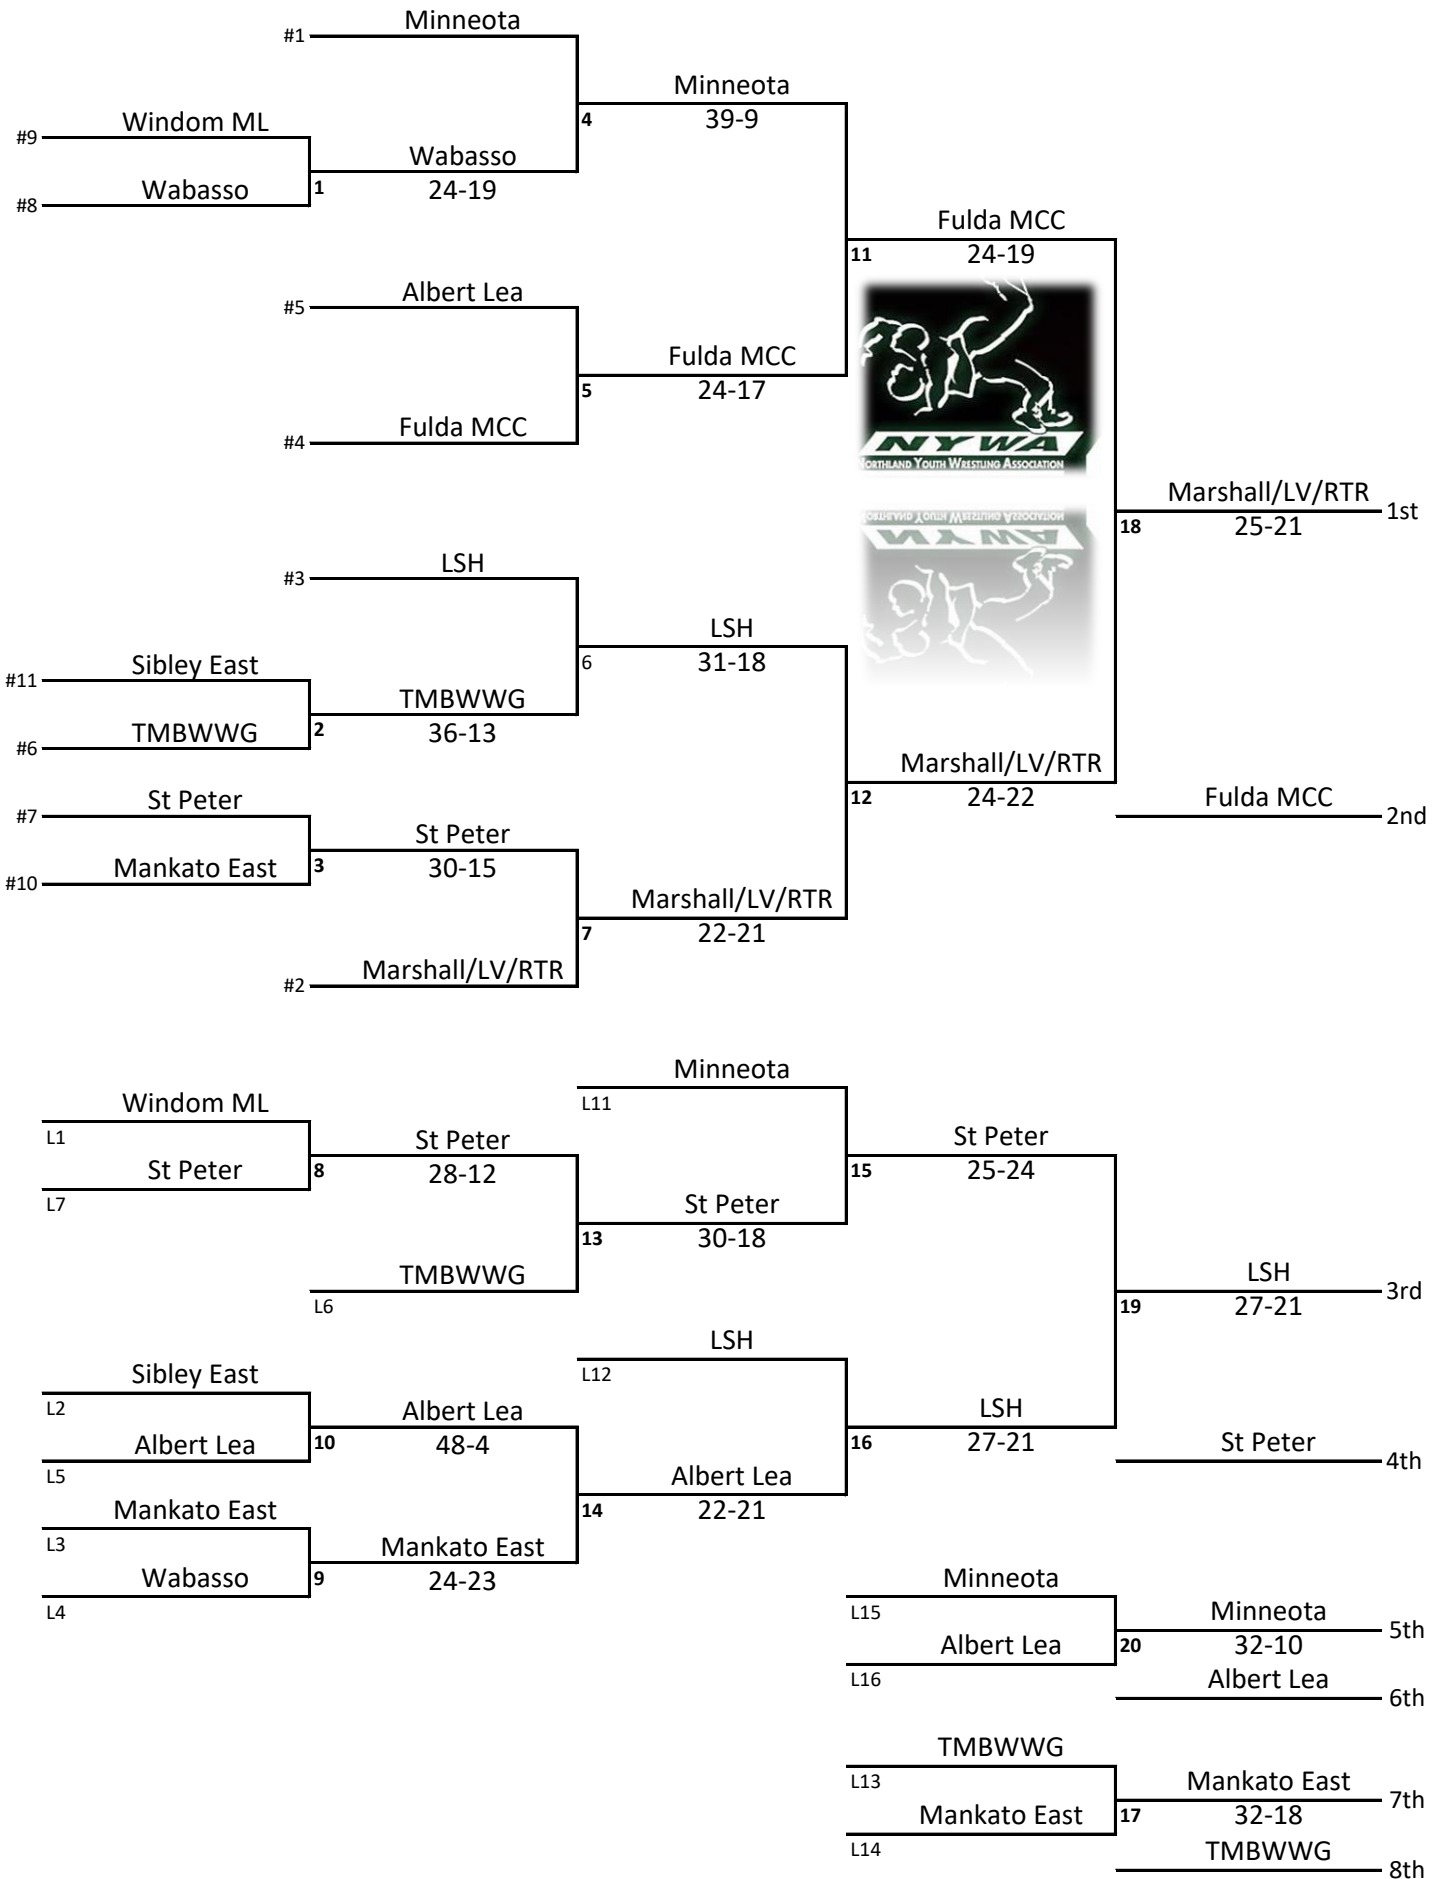 Minneota
#1
Minneota
4
39-9
Windom ML
#9
Wabasso
1
24-19
Wabasso
#8
Fulda MCC
11
24-19
Albert Lea
#5
Fulda MCC
5
24-17
Fulda MCC
#4
NYWA
NORTHLAND YOUTH WRESTLING ASSOCIATION
Marshall/LV/RTR
1st
18
25-21
LSH
#3
LSH
6
31-18
Sibley East
#11
TMBWWG
2
36-13
TMBWWG
#6
Marshall/LV/RTR
12
24-22
St Peter
#7
Fulda MCC
2nd
St Peter
3
30-15
Mankato East
#10
Marshall/LV/RTR
7
22-21
Marshall/LV/RTR
#2
Minneota
L11
Windom ML
L1
St Peter
8
28-12
St Peter
L7
St Peter
15
25-24
St Peter
13
30-18
TMBWWG
L6
LSH
3rd
19
27-21
LSH
L12
Sibley East
L2
Albert Lea
10
48-4
Albert Lea
L5
LSH
16
27-21
St Peter
4th
Albert Lea
14
22-21
Mankato East
L3
Mankato East
9
24-23
Wabasso
L4
Minneota
L15
Minneota
5th
20
32-10
Albert Lea
L16
Albert Lea
6th
TMBWWG
L13
Mankato East
7th
17
32-18
Mankato East
L14
TMBWWG
8th